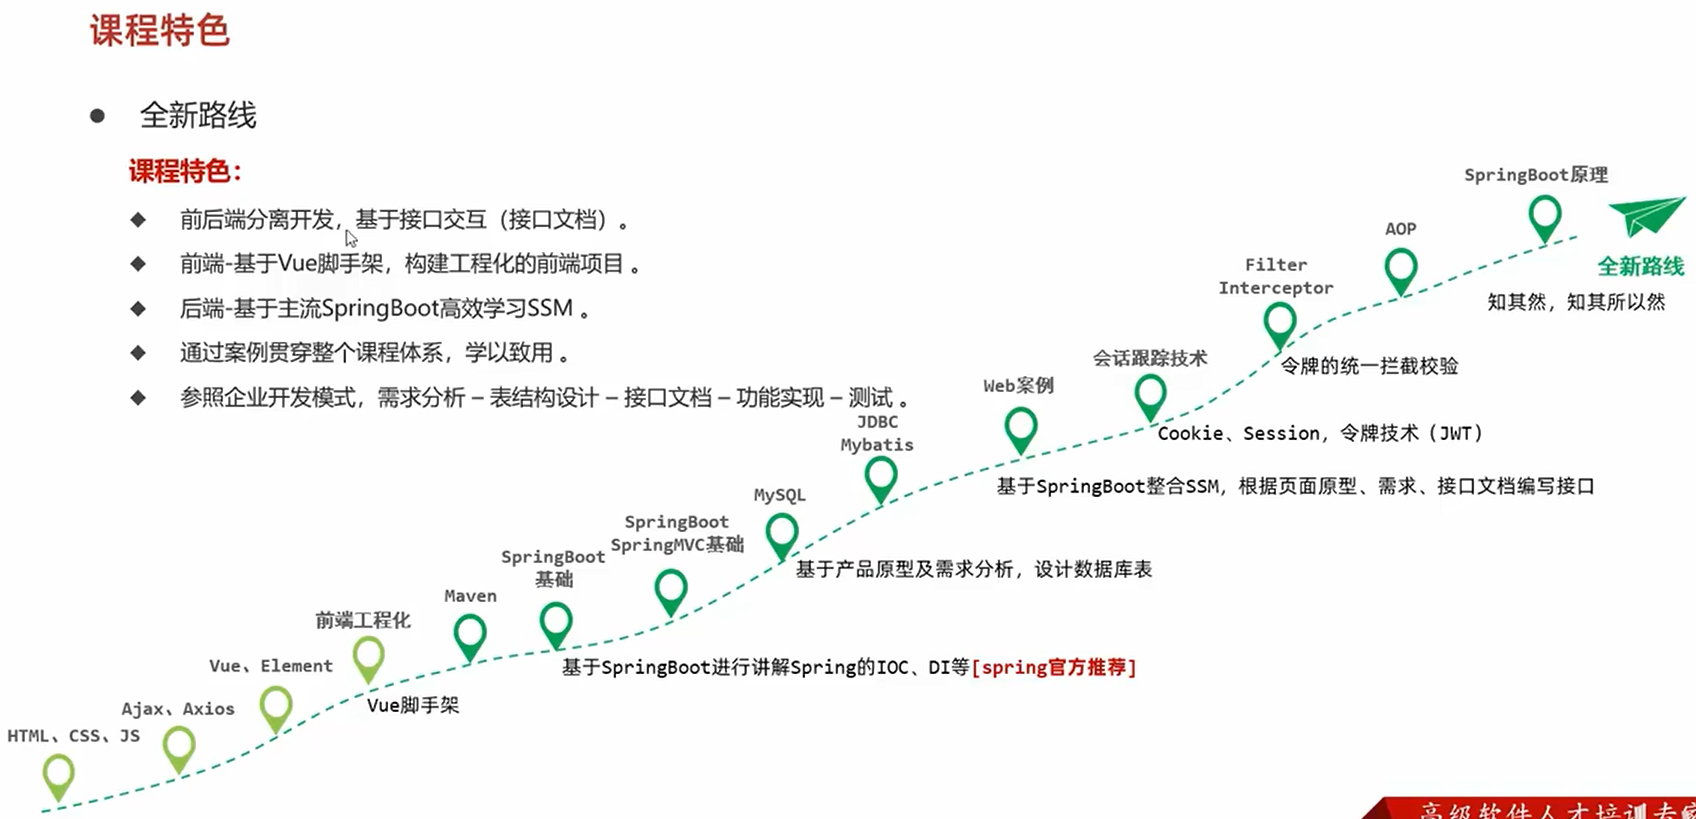 课程特色
全新路线
课程特色：
前后端分离开发，基于接口交互（接口文档）。
前端-基于Vue脚手架，构建工程化的前端项目。
后端-基于主流SpringBoot高效学习SSM。
通过案例贯穿整个课程体系，学以致用。
参照企业开发模式，需求分析 – 表结构设计 – 接口文档 – 功能实现 – 测试。
HTML、CSS、JS
Ajax、Axios
Vue、Element
前端工程化
Vue脚手架
Maven
SpringBoot
基础
基于SpringBoot进行讲解Spring的IOC、DI等[spring官方推荐]
SpringBoot
SpringMVC基础
MySQL
基于产品原型及需求分析，设计数据库表
JDBC
Mybatis
Web案例
基于SpringBoot整合SSM，根据页面原型、需求、接口文档编写接口
会话跟踪技术
Cookie、Session，令牌技术（JWT）
Filter
Interceptor
令牌的统一拦截校验
AOP
SpringBoot原理
知其然，知其所以然
全新路线
高级软件人才培训专家